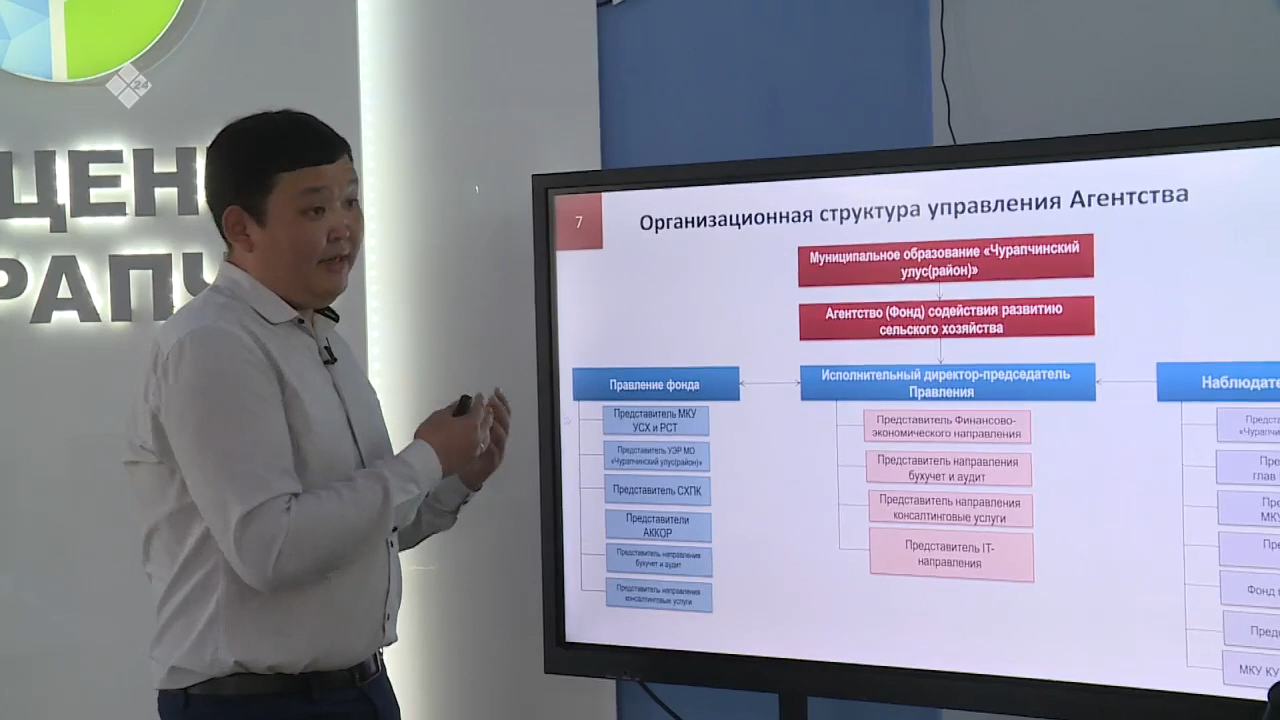 24
ЦЕН
РАПЧ
7
Организационная структура управления Агентства
Муниципальное образование «Чурапчинский
улус(район)»
Агентство (Фонд) содействия развитию
сельского хозяйства
Правление фонда
Представитель МКУ
УСХ и РСТ
Представитель УЭР МО
«Чурапчинский улус(район)»
Представитель СХПК
Представители
АККОР
Представитель направления
бухучет и аудит
Представитель направления
консалтинговые услуги
Исполнительный директор-председатель
Правления
Представитель Финансово-
экономического направления
Представитель направления
бухучет и аудит
Представитель направления
консалтинговые услуги
Представитель IT-
направления
Наблюдате
Предста
«Чурапчи
Пре
глав
Пре
МКУ
Пре
Фонд
Предс
МКУ КУ